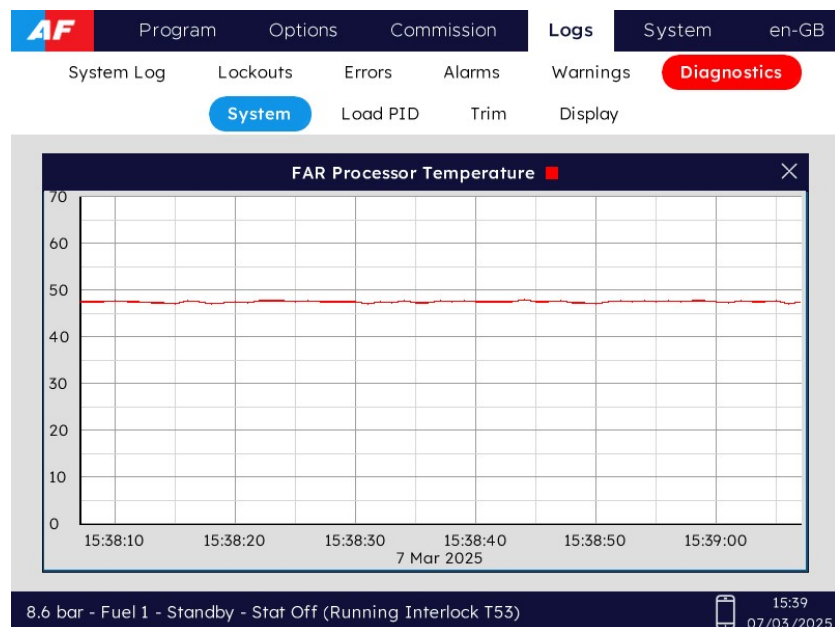 AF Program Options Commission Logs System en-GB
System Log Lockouts Errors Alarms Warnings Diagnostics
System Load PID Trim Display
FAR Processor Temperature
70
60
50
40
30
20
10
0
15:38:10 15:38:20 15:38:30 15:38:40 15:38:50 15:39:00
7 Mar 2025
8.6 bar - Fuel 1 - Standby - Stat Off (Running Interlock T53) 15:39
07/03/2025